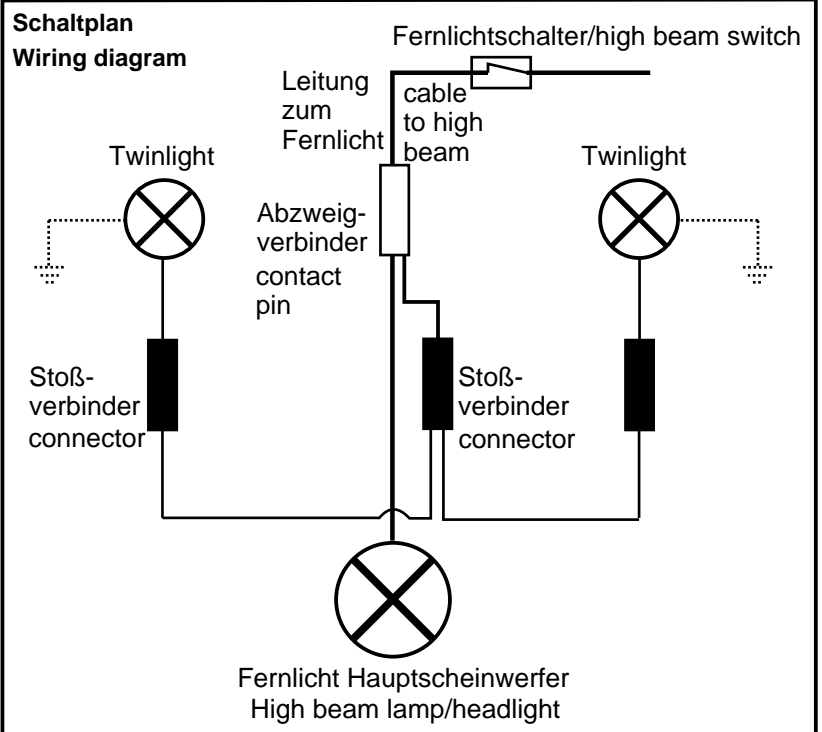 Schaltplan
Wiring diagram
Fernlichtschalter/high beam switch
Leitung
zum
Fernlicht
cable
to high
beam
Twinlight
Twinlight
Abzweig-
verbinder
contact
pin
Stoß-
verbinder
connector
Stoß-
verbinder
connector
Fernlicht Hauptscheinwerfer
High beam lamp/headlight